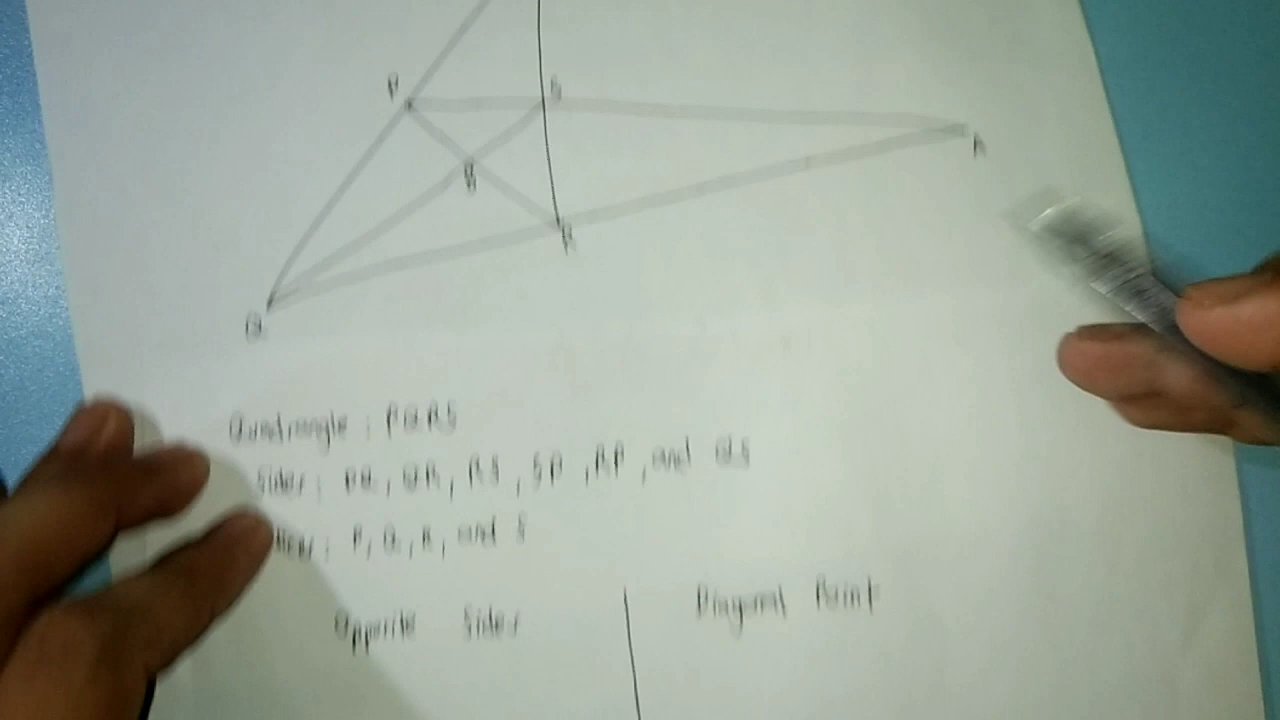 P
S
A
B
R
Q
Quadrangle : PQRS
Sides : PQ, QR, RS, SP, RP, and QS
P, Q, R, and S
Opposite Sides
Diagonal Point